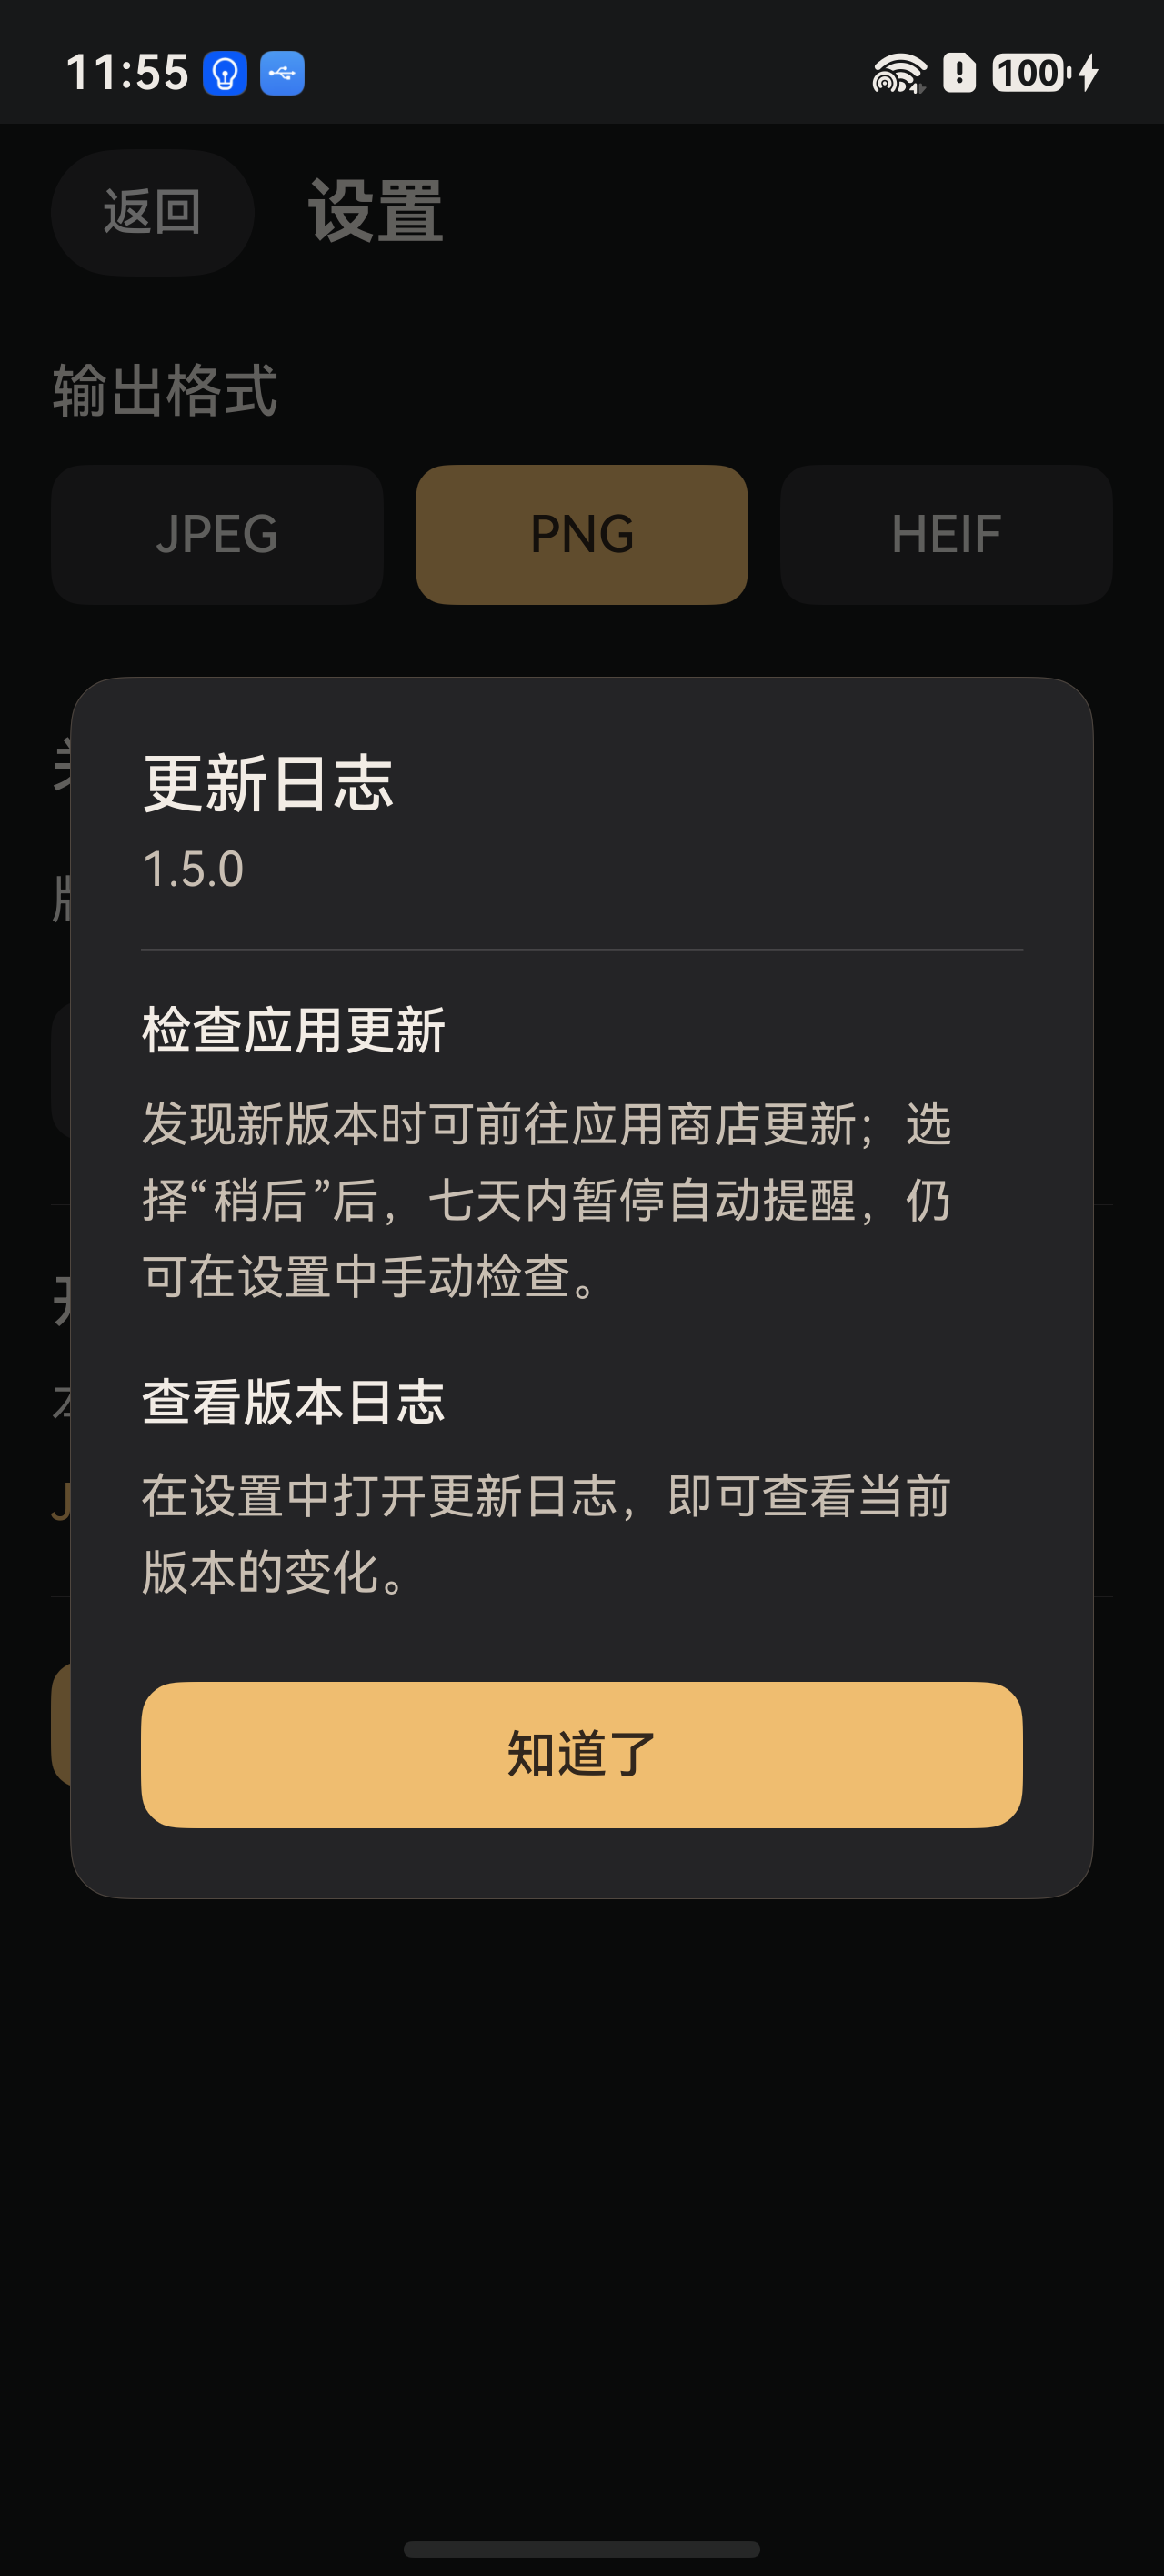 11:55
100
返回
设置
输出格式
JPEG
PNG
HEIF
更新日志
1.5.0
检查应用更新
发现新版本时可前往应用商店更新；选
择“稍后”后，七天内暂停自动提醒，仍
可在设置中手动检查。
查看版本日志
在设置中打开更新日志，即可查看当前
版本的变化。
知道了